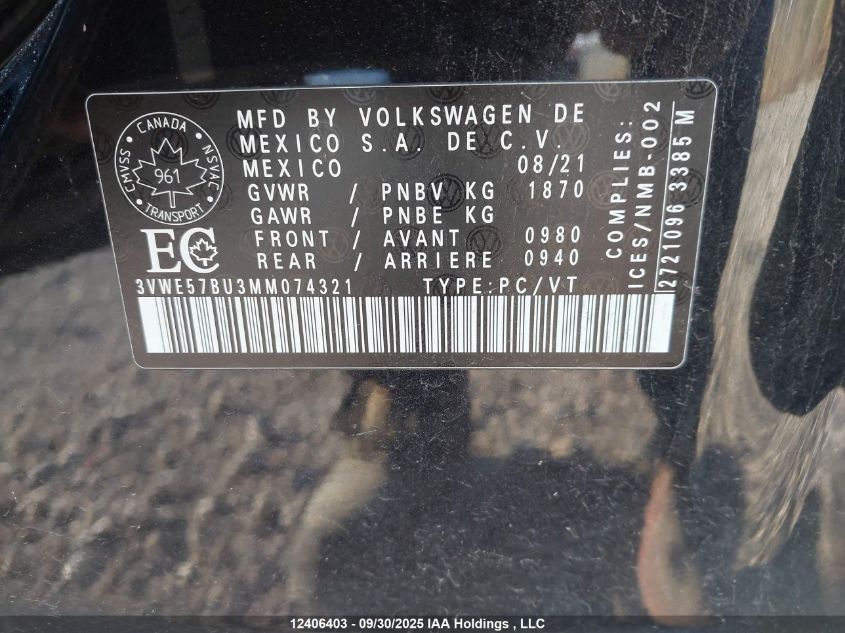 CANADA
CMVSS
NSVAC
961
TRANSPORT
EC
MFD BY VOLKSWAGEN DE
MEXICO S.A. DE C.V.
MEXICO 08/21
GVWR / PNBV KG 1870
GAWR / PNBE KG
FRONT / AVANT 0980
REAR / ARRIERE 0940
3VWE57BU3MM074321 TYPE:PC/VT
COMPLIES:
ICES/NMB-002
2721096 3385 M
12406403 - 09/30/2025 IAA Holdings , LLC